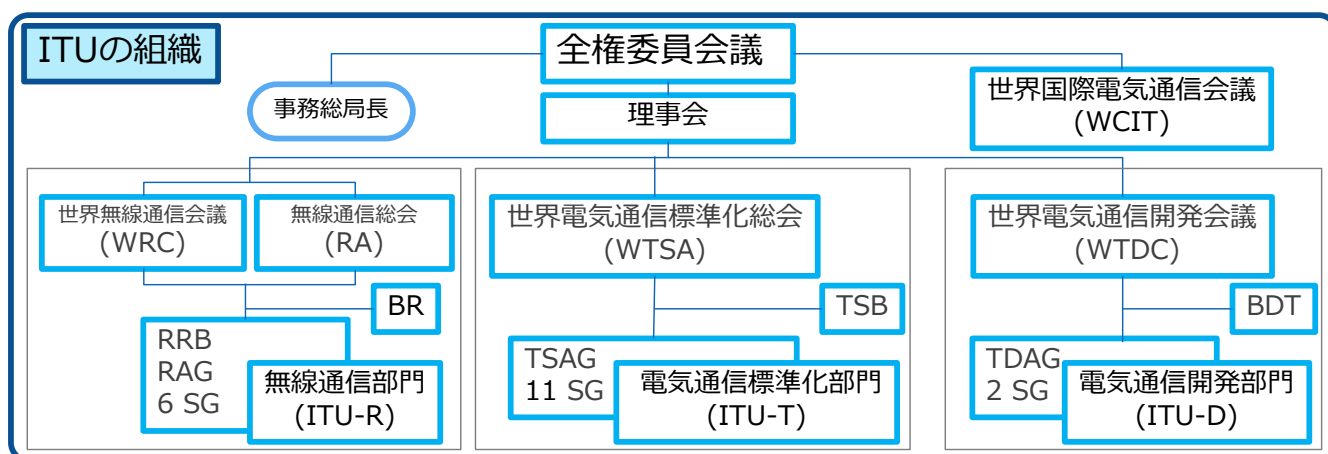 ITUの組織
全権委員会議
事務総局長
理事会
世界国際電気通信会議
(WCIT)
世界無線通信会議
(WRC)
無線通信総会
(RA)
BR
RRB
RAG
6 SG
無線通信部門
(ITU-R)
世界電気通信標準化総会
(WTSA)
TSB
TSAG
11 SG
電気通信標準化部門
(ITU-T)
世界電気通信開発会議
(WTDC)
BDT
TDAG
2 SG
電気通信開発部門
(ITU-D)